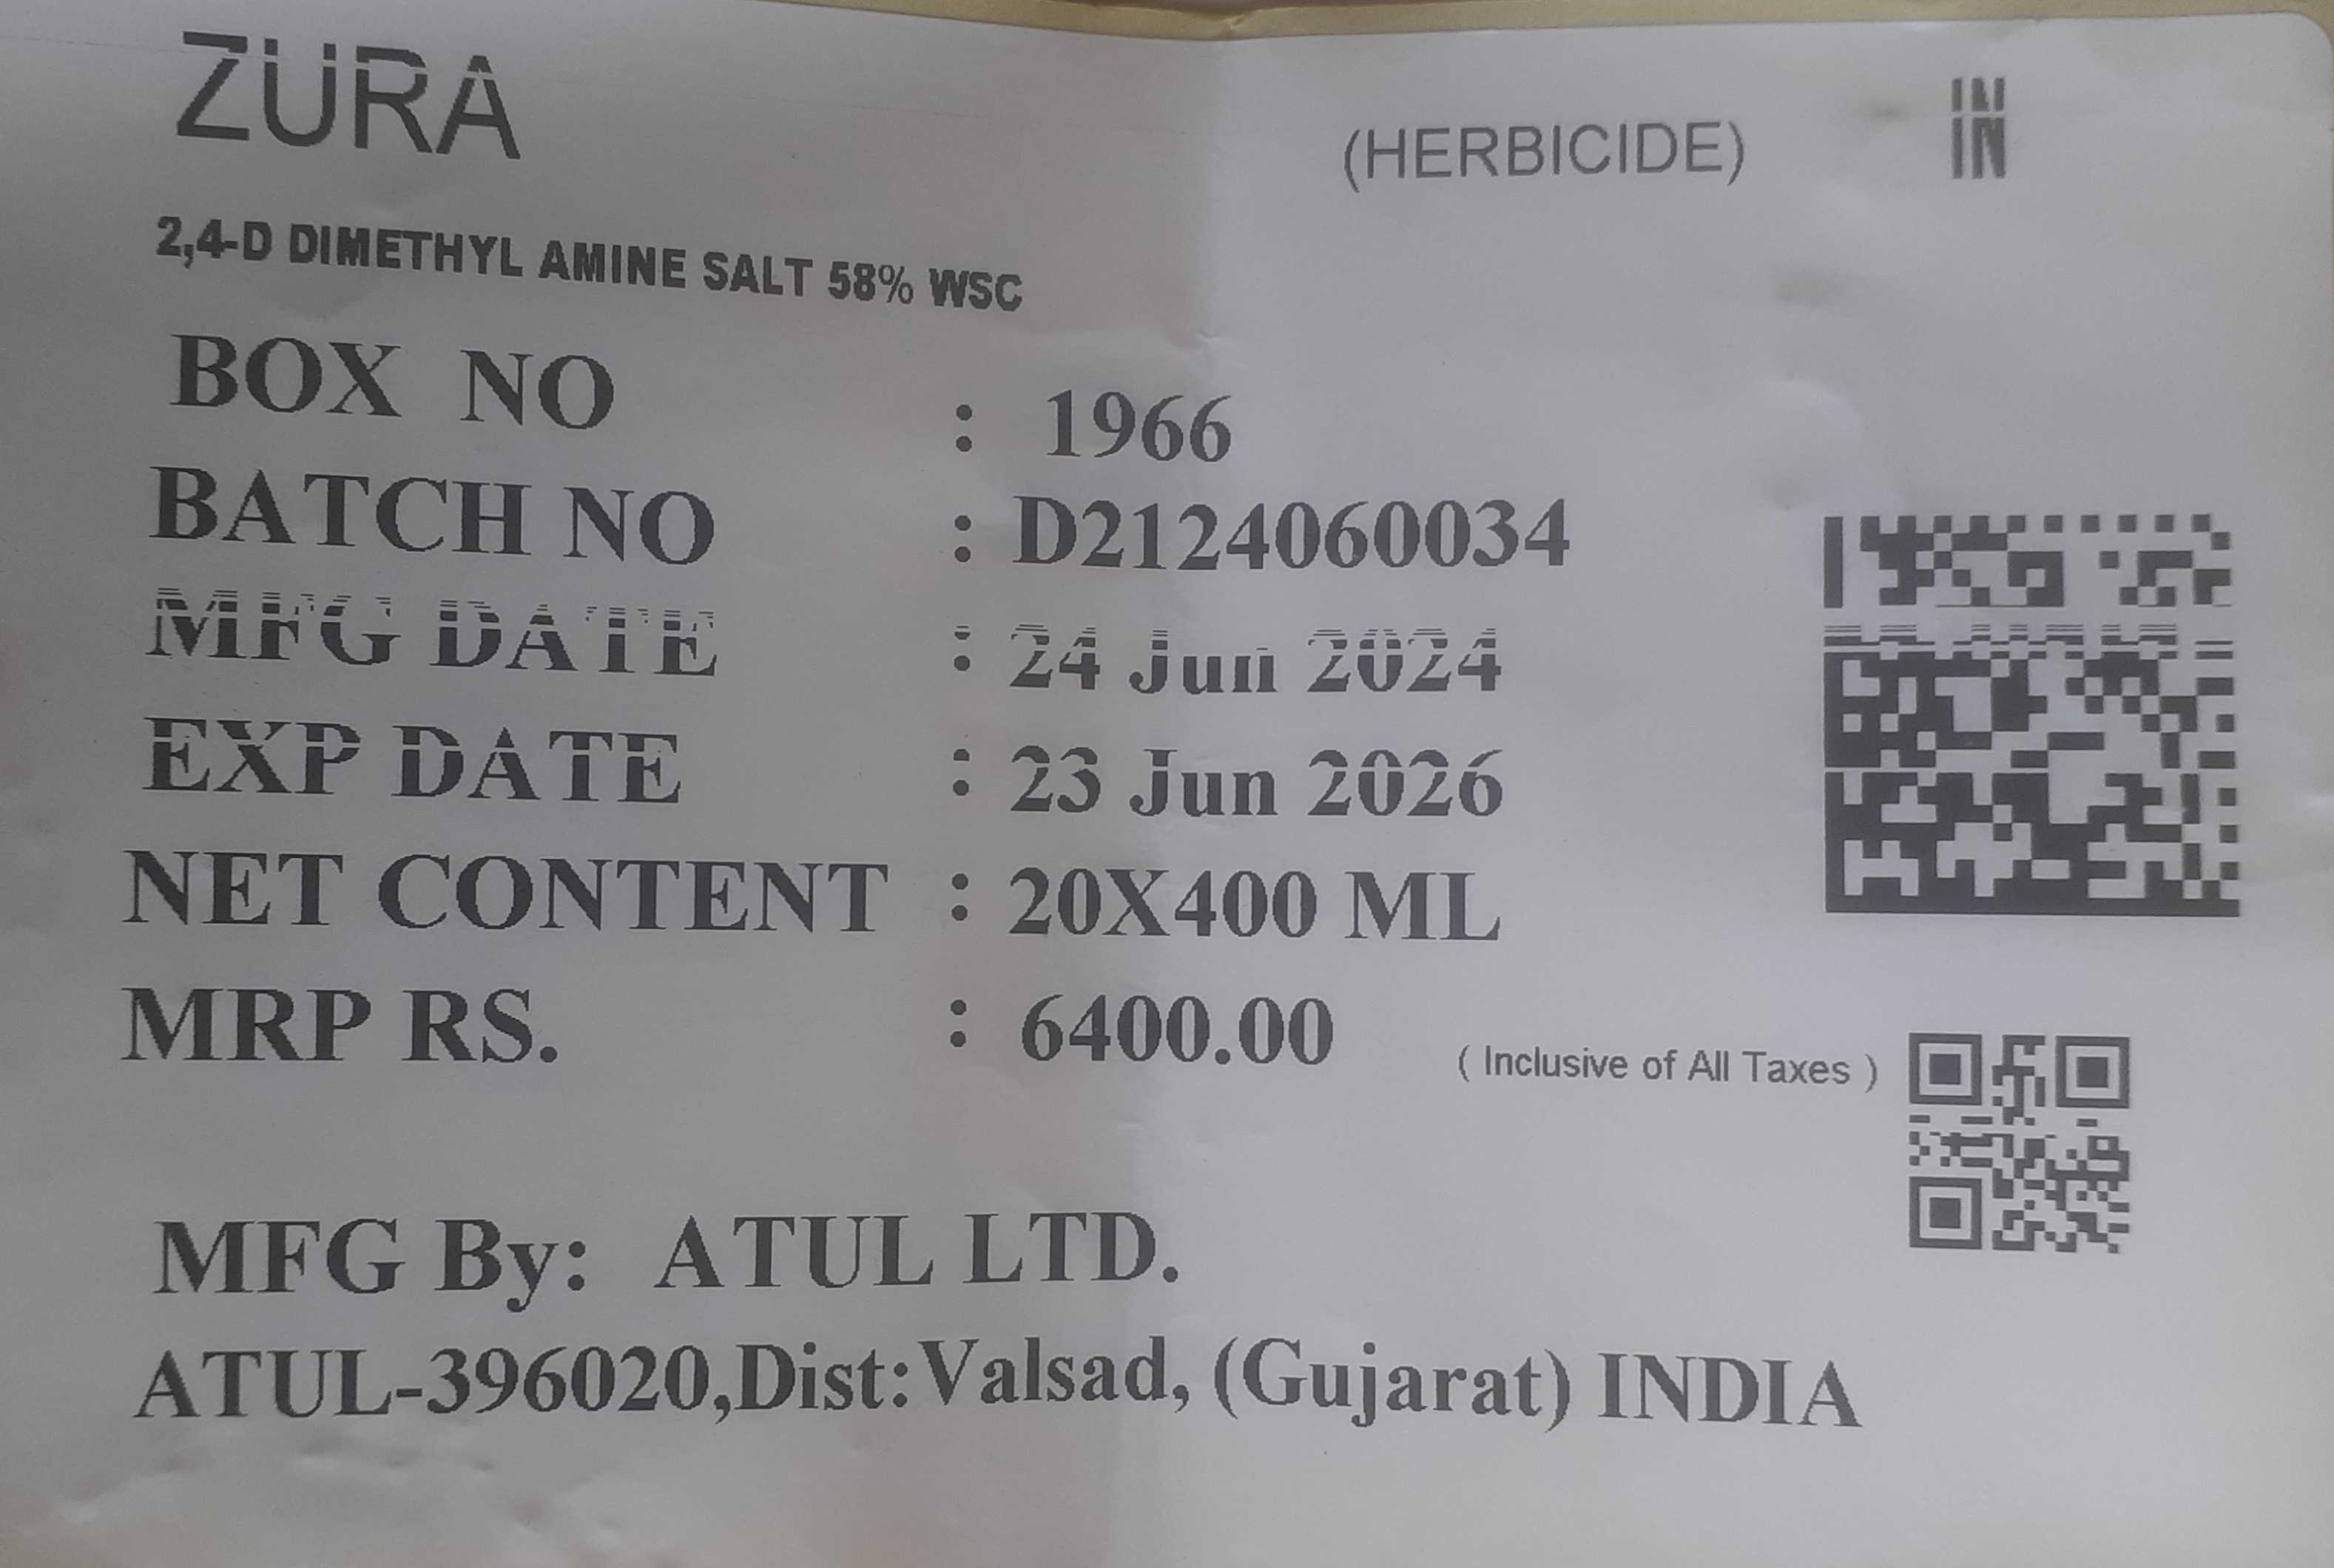 ZURA
(HERBICIDE) IN
2,4-D DIMETHYL AMINE SALT 58% WSC
BOX NO : 1966
BATCH NO : D2124060034
MFG DATE : 24 Jun 2024
EXP DATE : 23 Jun 2026
NET CONTENT : 20X400 ML
MRP RS. : 6400.00 ( Inclusive of All Taxes )
MFG By: ATUL LTD.
ATUL-396020,Dist:Valsad, (Gujarat) INDIA